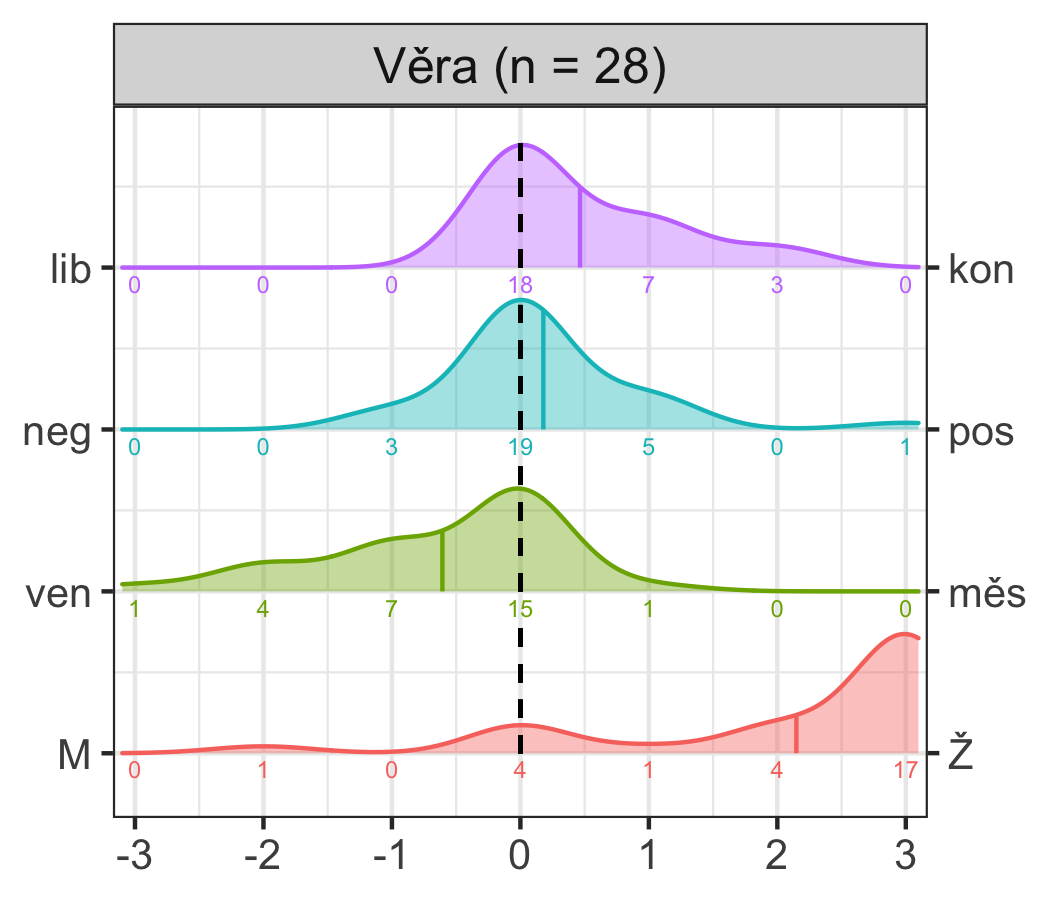 Věra (n = 28)
lib kon
0 0 0 18 7 3 0
neg pos
0 0 3 19 5 0 1
ven měs
1 4 7 15 1 0 0
M Ž
0 1 0 4 1 4 17
-3 -2 -1 0 1 2 3